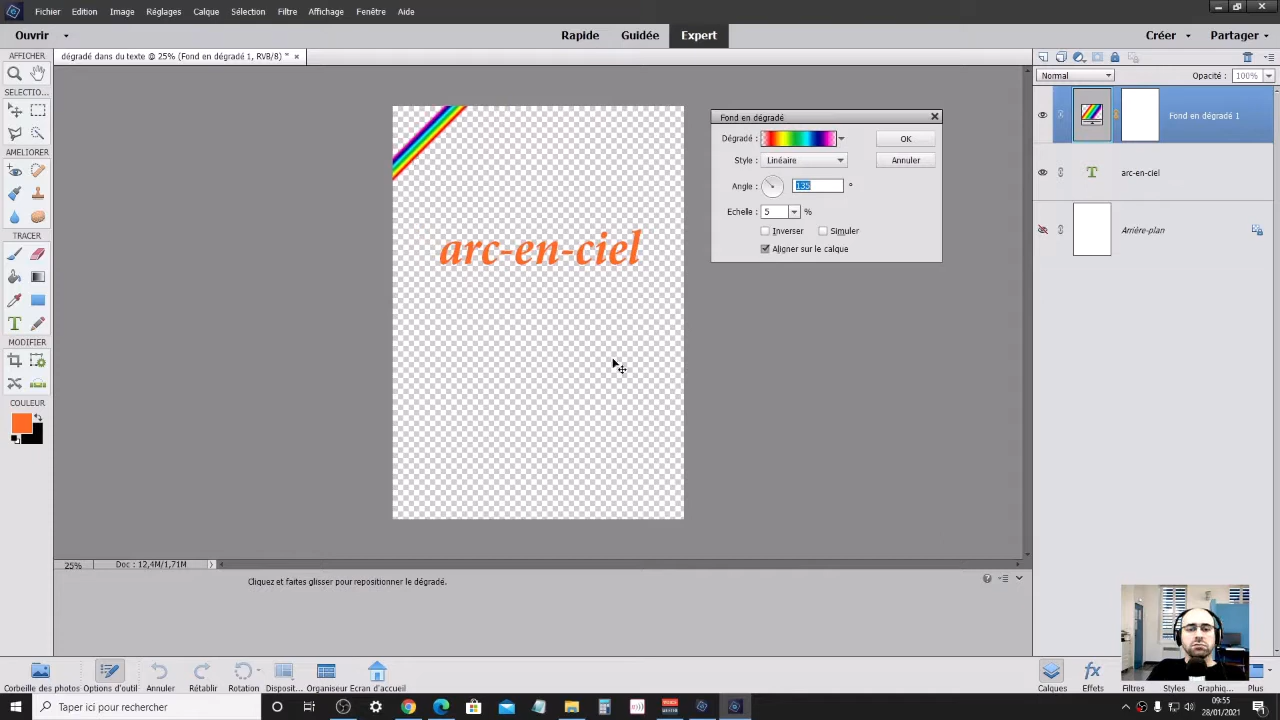 Fichier Edition Image Réglages Calque Sélection Filtre Affichage Fenêtre Aide
Ouvrir Rapide Guidée Expert Créer Partager
AFFICHER
dégradé dans du texte @ 25% (Fond en dégradé 1, RVB/8) * ×
SELECTIO...
AMELIORER
TRACER
MODIFIER
COULEUR
Normal Opacité : 100%
Fond en dégradé 1
arc-en-ciel
Arrière-plan
Fond en dégradé
Dégradé : OK
Style : Linéaire Annuler
Angle : 135 °
Echelle : 5 %
Inverser Simuler
Aligner sur le calque
arc-en-ciel
25% Doc : 12,4M/1,71M
Cliquez et faites glisser pour repositionner le dégradé.
Corbeille des photos Options d'outil Annuler Rétablir Rotation Disposit... Organiseur Ecran d'accueil
Calques Effets Filtres Styles Graphiq... Plus
Taper ici pour rechercher
09:55
28/01/2021